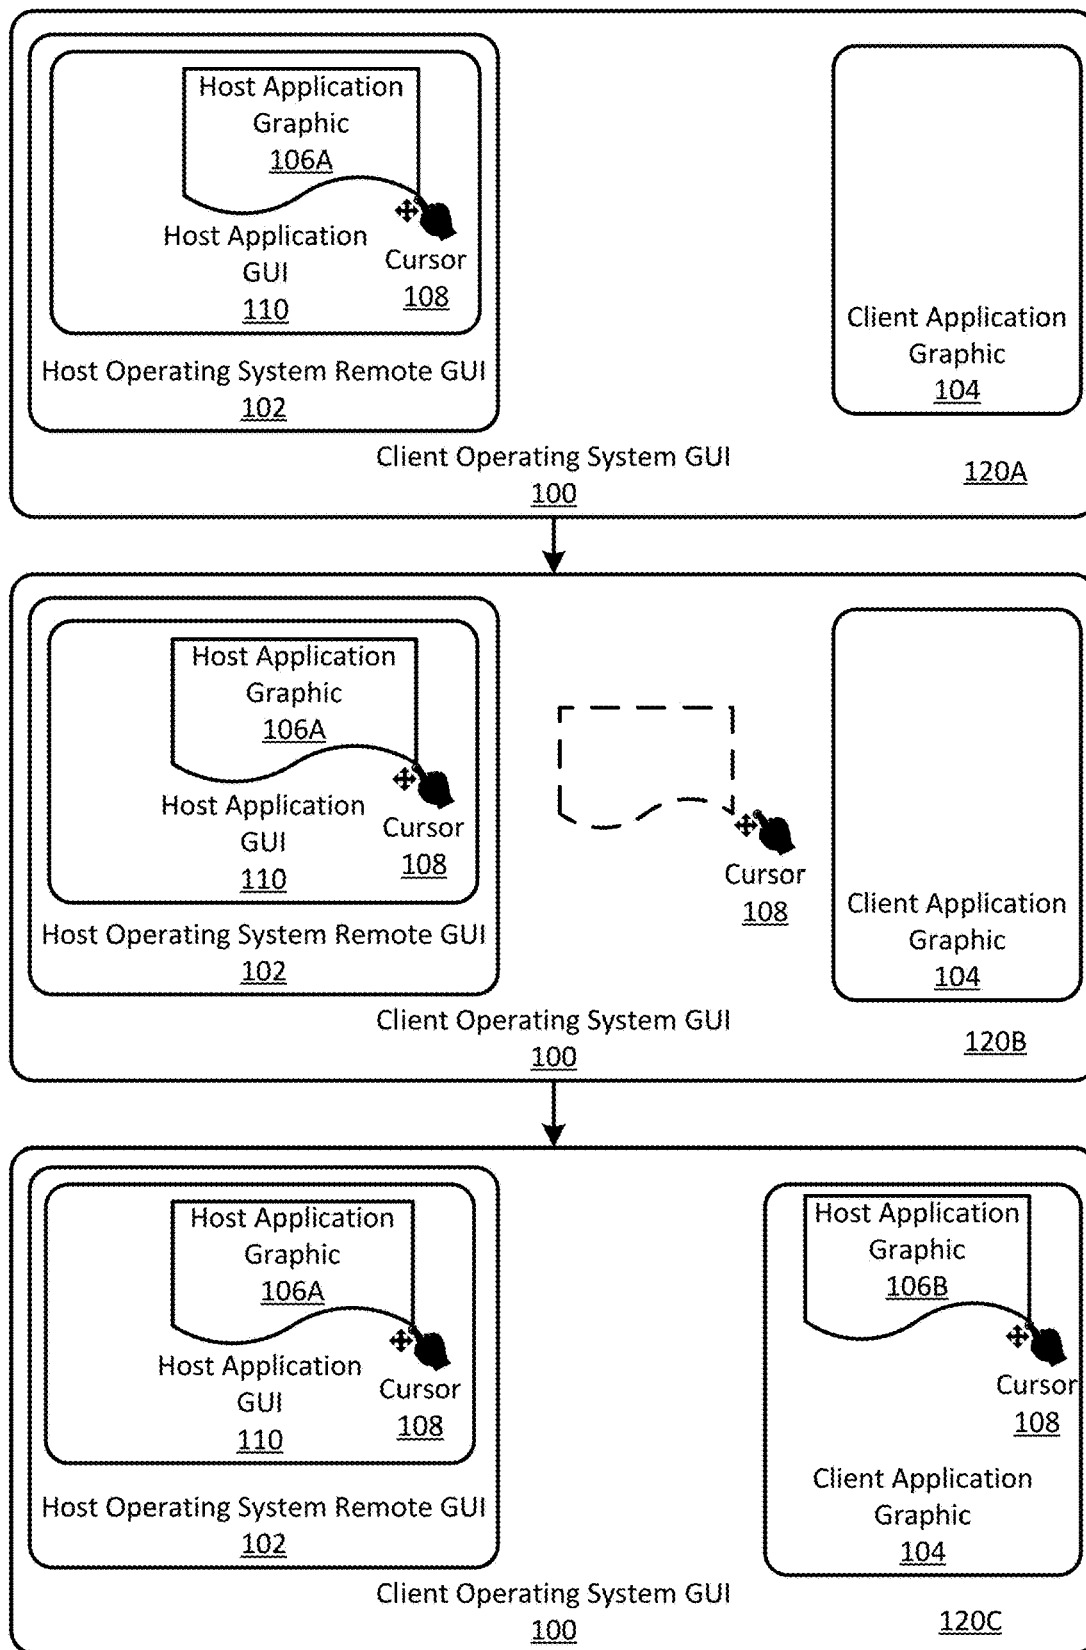 Host Application
Graphic
106A
Host Application
GUI
110
Cursor
108
Host Operating System Remote GUI
102
Client Application
Graphic
104
Client Operating System GUI
100
120A
Host Application
Graphic
106A
Host Application
GUI
110
Cursor
108
Host Operating System Remote GUI
102
Cursor
108
Client Application
Graphic
104
Client Operating System GUI
100
120B
Host Application
Graphic
106A
Host Application
GUI
110
Cursor
108
Host Operating System Remote GUI
102
Host Application
Graphic
106B
Cursor
108
Client Application
Graphic
104
Client Operating System GUI
100
120C